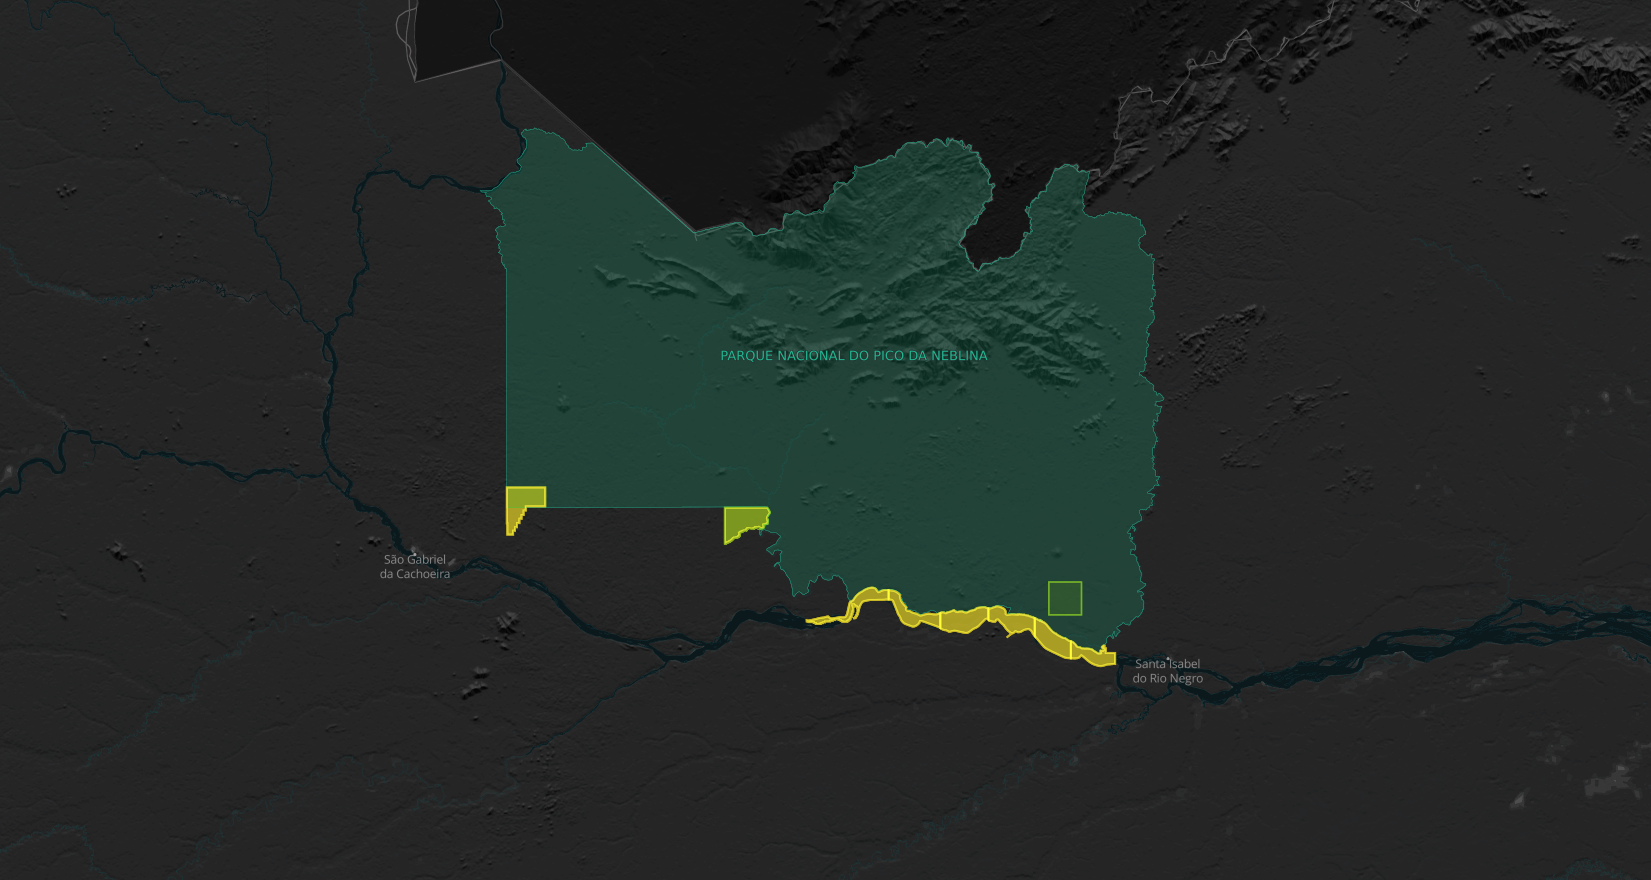 PARQUE NACIONAL DO PICO DA NEBLINA
São Gabriel
da Cachoeira
Santa Isabel
do Rio Negro